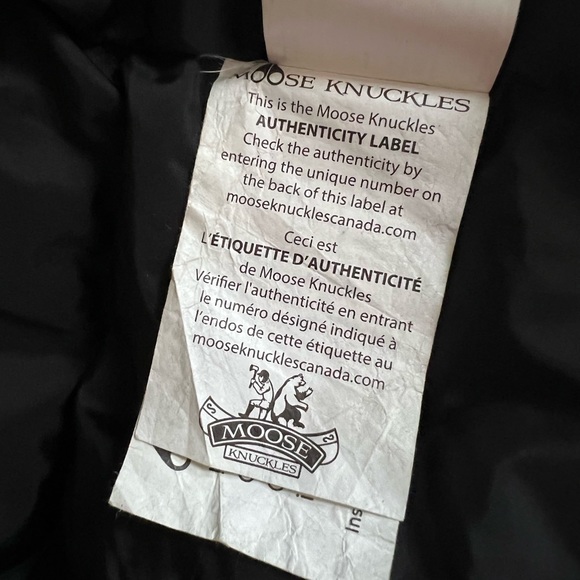 MOOSE KNUCKLES
This is the Moose Knuckles
AUTHENTICITY LABEL
Check the authenticity by
entering the unique number on
the back of this label at
mooseknucklescanada.com
Ceci est
L'ÉTIQUETTE D'AUTHENTICITÉ
de Moose Knuckles
Vérifier l'authenticité en entrant
le numéro désigné indiqué à
l'endos de cette étiquette au
mooseknucklescanada.com
MOOSE
KNUCKLES